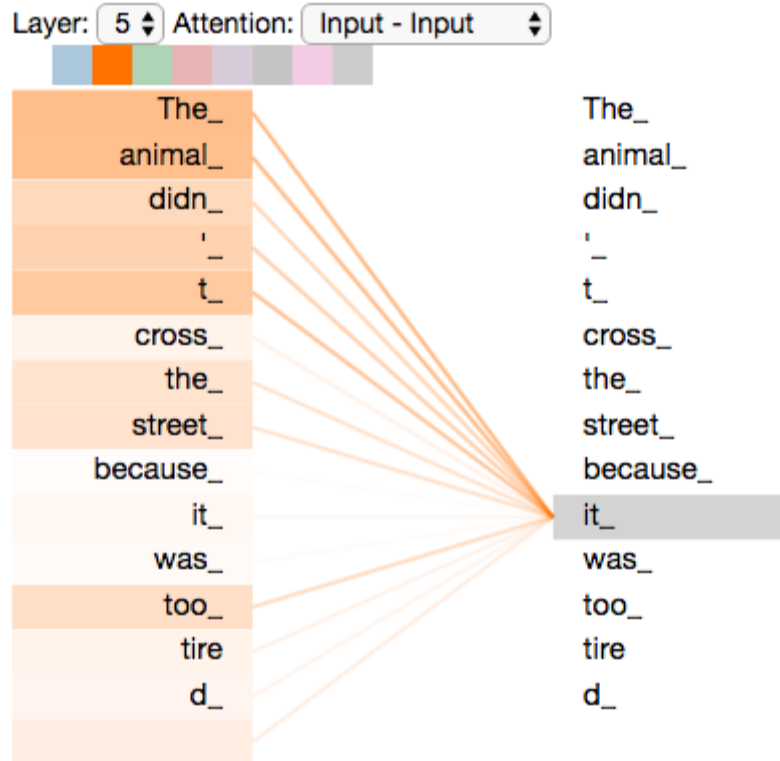 Layer: 5 Attention: Input - Input
The_ The_
animal_ animal_
didn_ didn_
'_ '_
t_ t_
cross_ cross_
the_ the_
street_ street_
because_ because_
it_ it_
was_ was_
too_ too_
tire tire
d_ d_